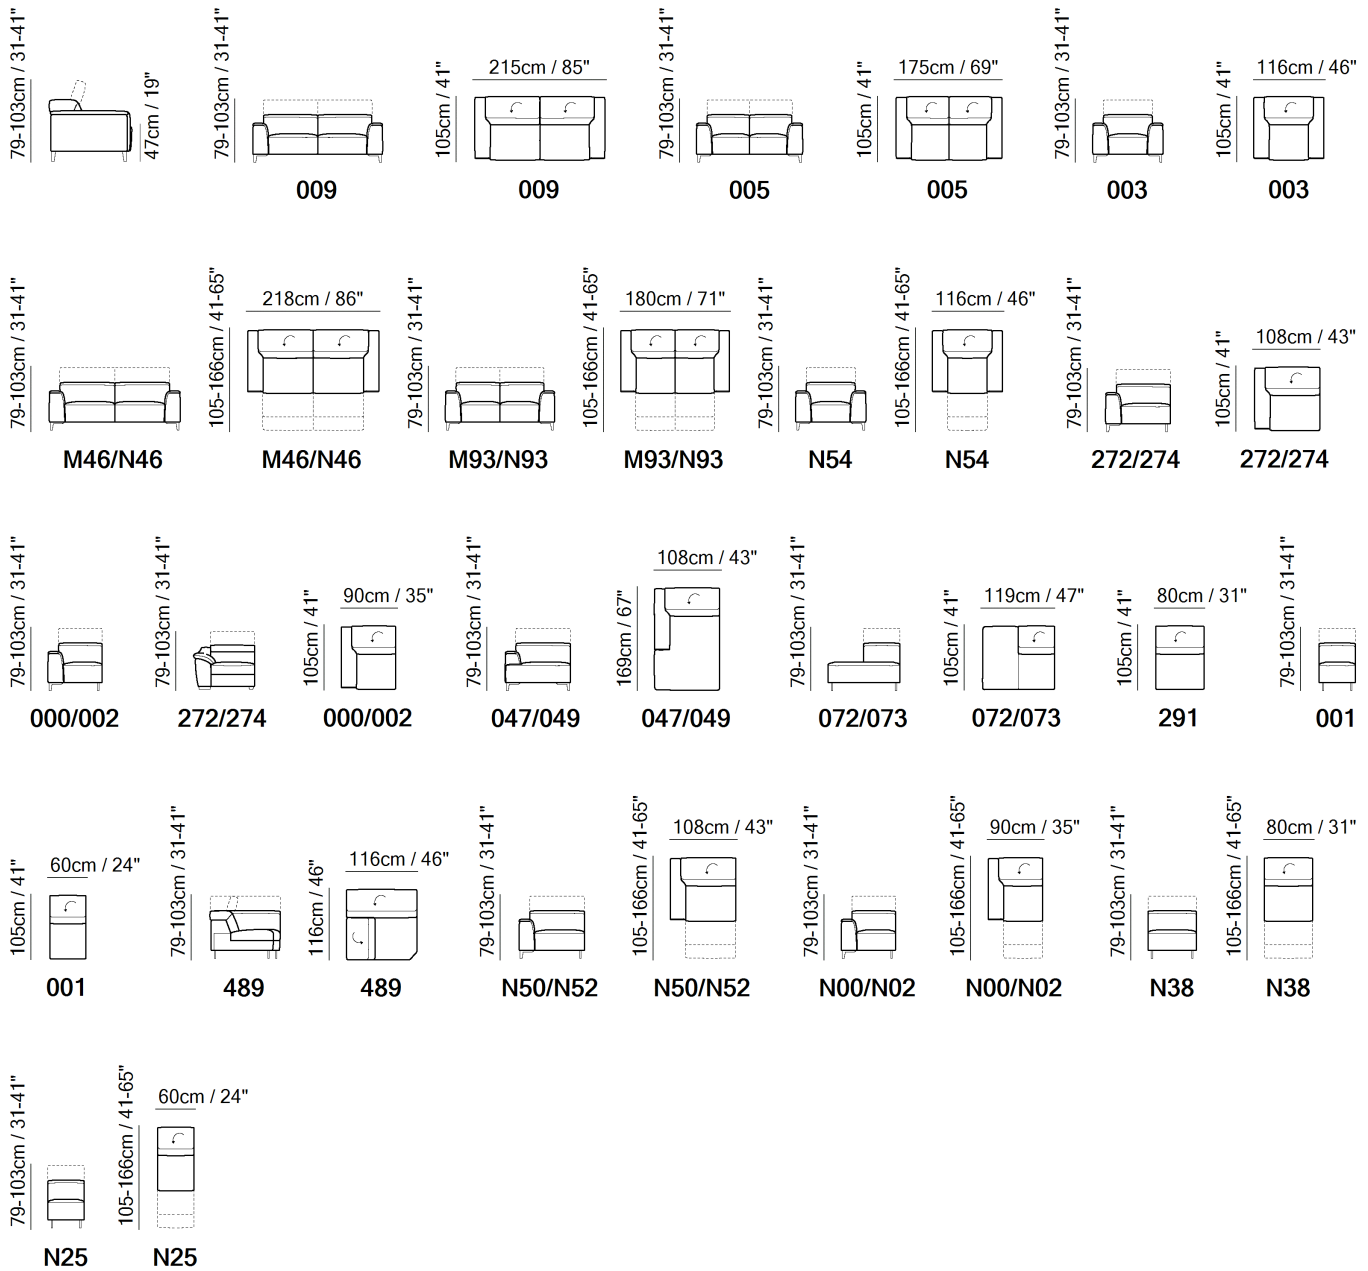 79-103cm / 31-41"
47cm / 19"
79-103cm / 31-41"
009
105cm / 41"
215cm / 85"
009
79-103cm / 31-41"
005
105cm / 41"
175cm / 69"
005
79-103cm / 31-41"
003
105cm / 41"
116cm / 46"
003
79-103cm / 31-41"
M46/N46
105-166cm / 41-65"
218cm / 86"
M46/N46
79-103cm / 31-41"
M93/N93
105-166cm / 41-65"
180cm / 71"
M93/N93
79-103cm / 31-41"
N54
105-166cm / 41-65"
116cm / 46"
N54
79-103cm / 31-41"
272/274
105cm / 41"
108cm / 43"
272/274
79-103cm / 31-41"
000/002
79-103cm / 31-41"
272/274
105cm / 41"
90cm / 35"
000/002
79-103cm / 31-41"
047/049
169cm / 67"
108cm / 43"
047/049
79-103cm / 31-41"
072/073
105cm / 41"
119cm / 47"
072/073
105cm / 41"
80cm / 31"
291
79-103cm / 31-41"
001
105cm / 41"
60cm / 24"
001
79-103cm / 31-41"
489
116cm / 46"
116cm / 46"
489
79-103cm / 31-41"
N50/N52
105-166cm / 41-65"
108cm / 43"
N50/N52
79-103cm / 31-41"
N00/N02
105-166cm / 41-65"
90cm / 35"
N00/N02
79-103cm / 31-41"
N38
105-166cm / 41-65"
80cm / 31"
N38
79-103cm / 31-41"
N25
105-166cm / 41-65"
60cm / 24"
N25